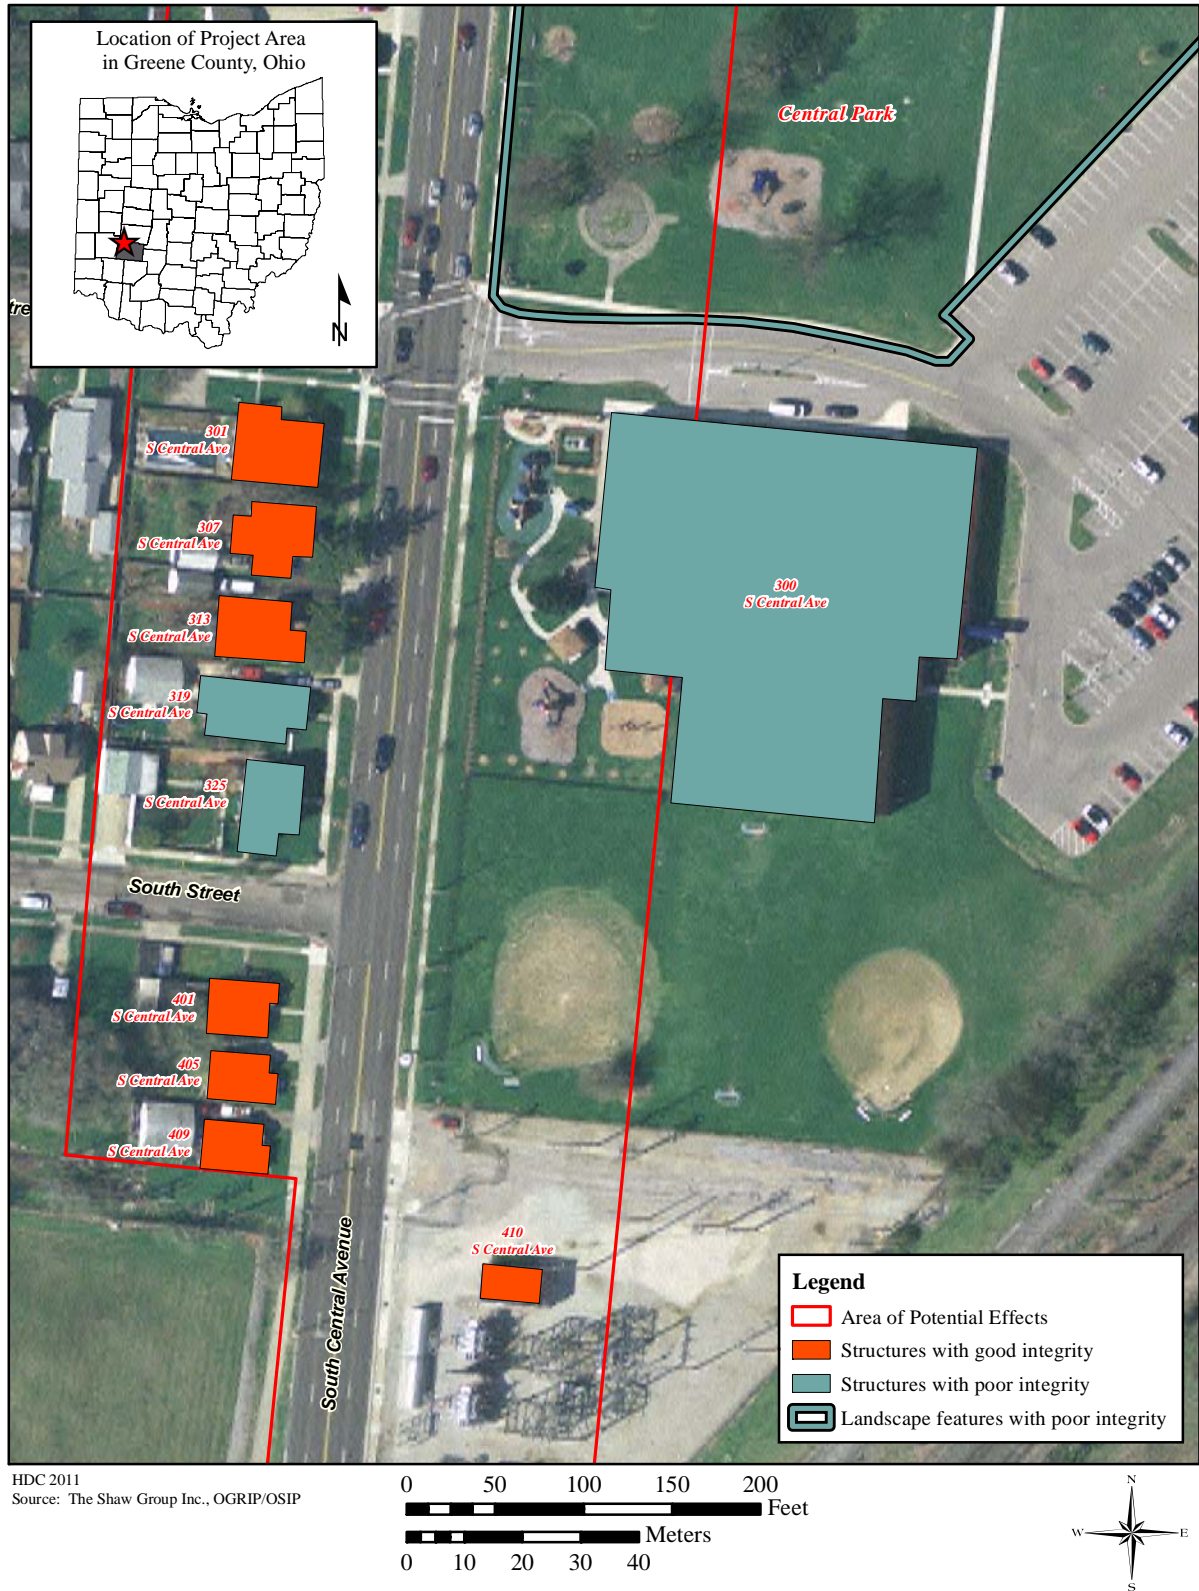 Location of Project Area
in Greene County, Ohio
N
tre
Central Park
301
S Central Ave
307
S Central Ave
313
S Central Ave
300
S Central Ave
319
S Central Ave
325
S Central Ave
South Street
401
S Central Ave
405
S Central Ave
409
S Central Ave
410
S Central Ave
South Central Avenue
Legend
Area of Potential Effects
Structures with good integrity
Structures with poor integrity
Landscape features with poor integrity
HDC 2011
Source: The Shaw Group Inc., OGRIP/OSIP
0 50 100 150 200
Feet
Meters
0 10 20 30 40
N
W E
S